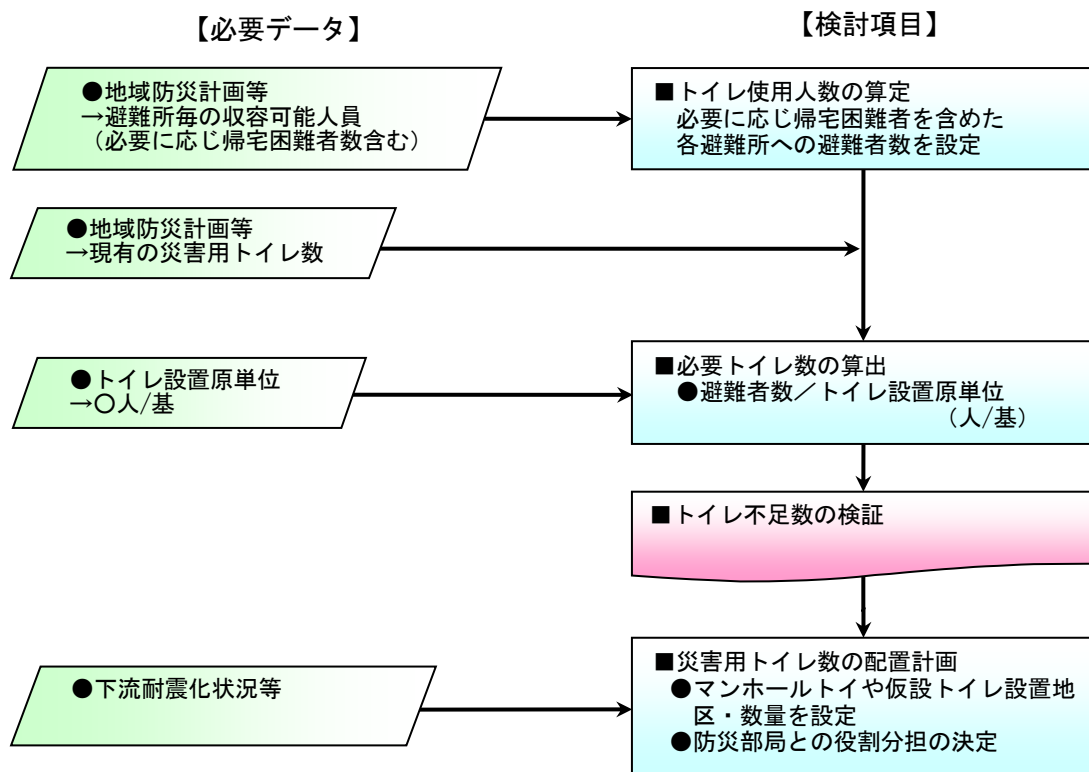 【必要データ】
【検討項目】
●地域防災計画等
→避難所毎の収容可能人員
（必要に応じ帰宅困難者数含む）
■トイレ使用人数の算定
必要に応じ帰宅困難者を含めた
各避難所への避難者数を設定
●地域防災計画等
→現有の災害用トイレ数
●トイレ設置原単位
→〇人/基
■必要トイレ数の算出
●避難者数／トイレ設置原単位
（人/基）
■トイレ不足数の検証
●下流耐震化状況等
■災害用トイレ数の配置計画
●マンホールトイや仮設トイレ設置地
区・数量を設定
●防災部局との役割分担の決定